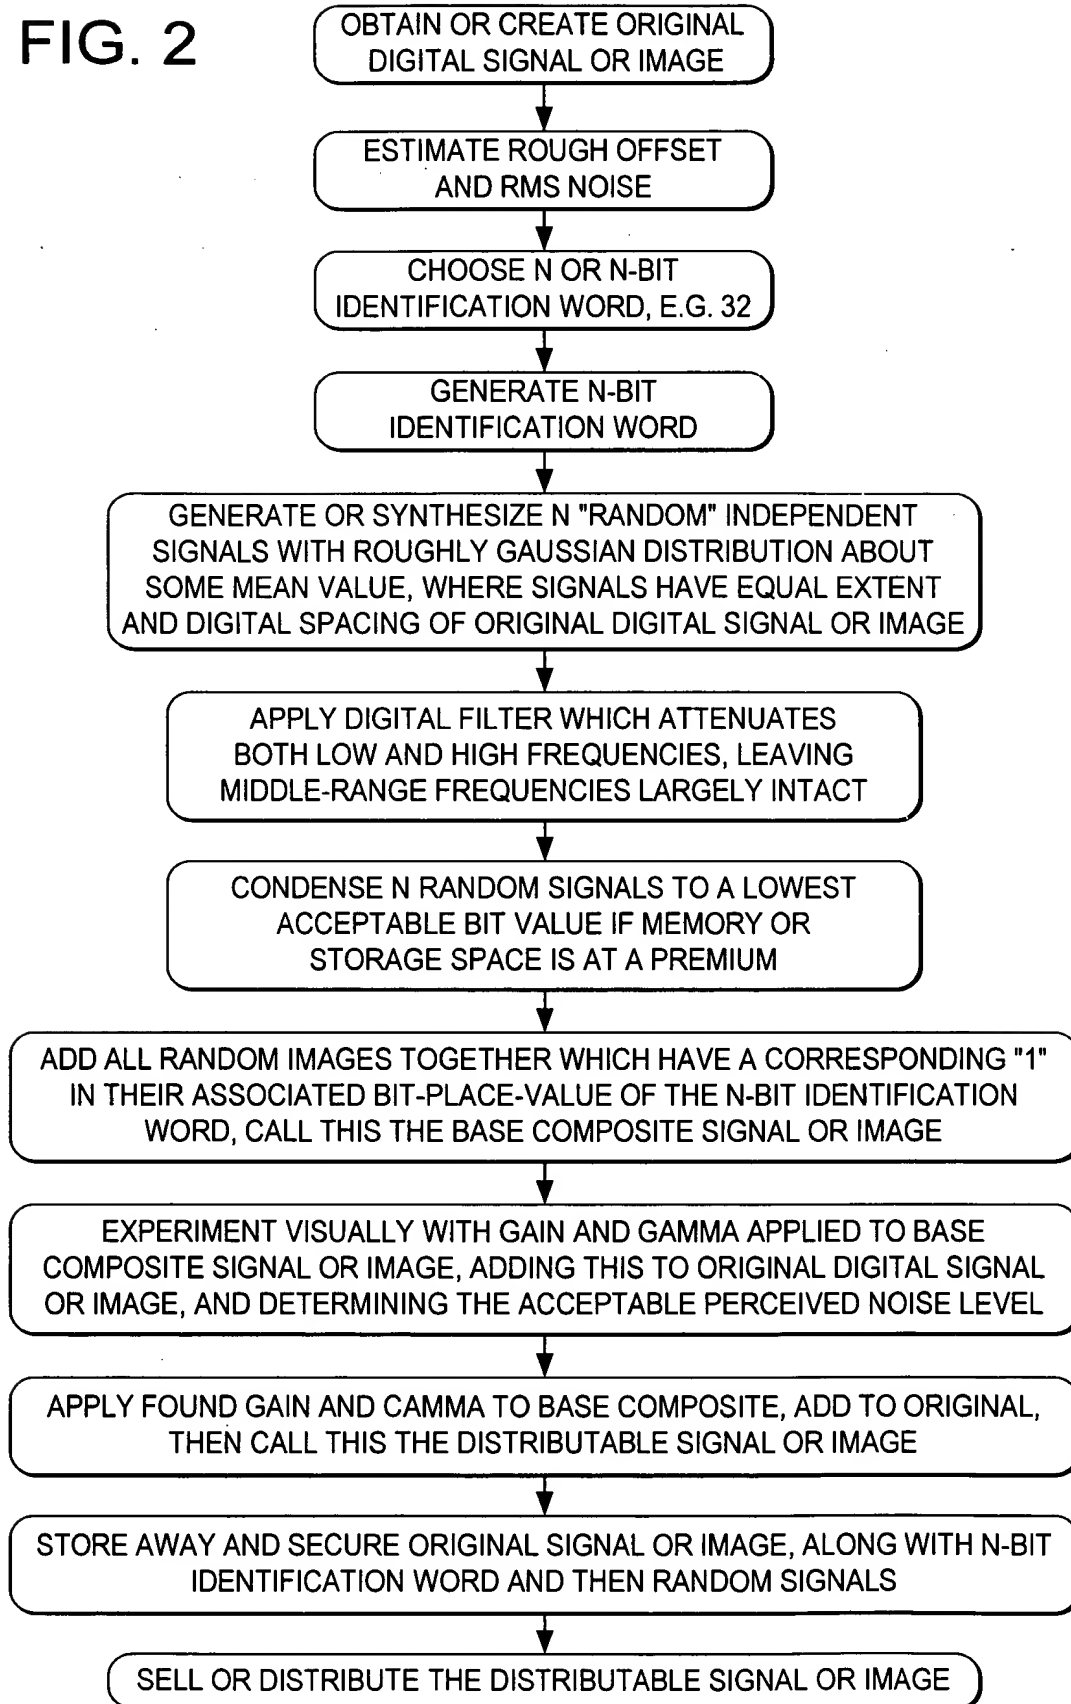 FIG. 2
OBTAIN OR CREATE ORIGINAL
DIGITAL SIGNAL OR IMAGE
ESTIMATE ROUGH OFFSET
AND RMS NOISE
CHOOSE N OR N-BIT
IDENTIFICATION WORD, E.G. 32
GENERATE N-BIT
IDENTIFICATION WORD
GENERATE OR SYNTHESIZE N "RANDOM" INDEPENDENT
SIGNALS WITH ROUGHLY GAUSSIAN DISTRIBUTION ABOUT
SOME MEAN VALUE, WHERE SIGNALS HAVE EQUAL EXTENT
AND DIGITAL SPACING OF ORIGINAL DIGITAL SIGNAL OR IMAGE
APPLY DIGITAL FILTER WHICH ATTENUATES
BOTH LOW AND HIGH FREQUENCIES, LEAVING
MIDDLE-RANGE FREQUENCIES LARGELY INTACT
CONDENSE N RANDOM SIGNALS TO A LOWEST
ACCEPTABLE BIT VALUE IF MEMORY OR
STORAGE SPACE IS AT A PREMIUM
ADD ALL RANDOM IMAGES TOGETHER WHICH HAVE A CORRESPONDING "1"
IN THEIR ASSOCIATED BIT-PLACE-VALUE OF THE N-BIT IDENTIFICATION
WORD, CALL THIS THE BASE COMPOSITE SIGNAL OR IMAGE
EXPERIMENT VISUALLY WITH GAIN AND GAMMA APPLIED TO BASE
COMPOSITE SIGNAL OR IMAGE, ADDING THIS TO ORIGINAL DIGITAL SIGNAL
OR IMAGE, AND DETERMINING THE ACCEPTABLE PERCEIVED NOISE LEVEL
APPLY FOUND GAIN AND CAMMA TO BASE COMPOSITE, ADD TO ORIGINAL,
THEN CALL THIS THE DISTRIBUTABLE SIGNAL OR IMAGE
STORE AWAY AND SECURE ORIGINAL SIGNAL OR IMAGE, ALONG WITH N-BIT
IDENTIFICATION WORD AND THEN RANDOM SIGNALS
SELL OR DISTRIBUTE THE DISTRIBUTABLE SIGNAL OR IMAGE